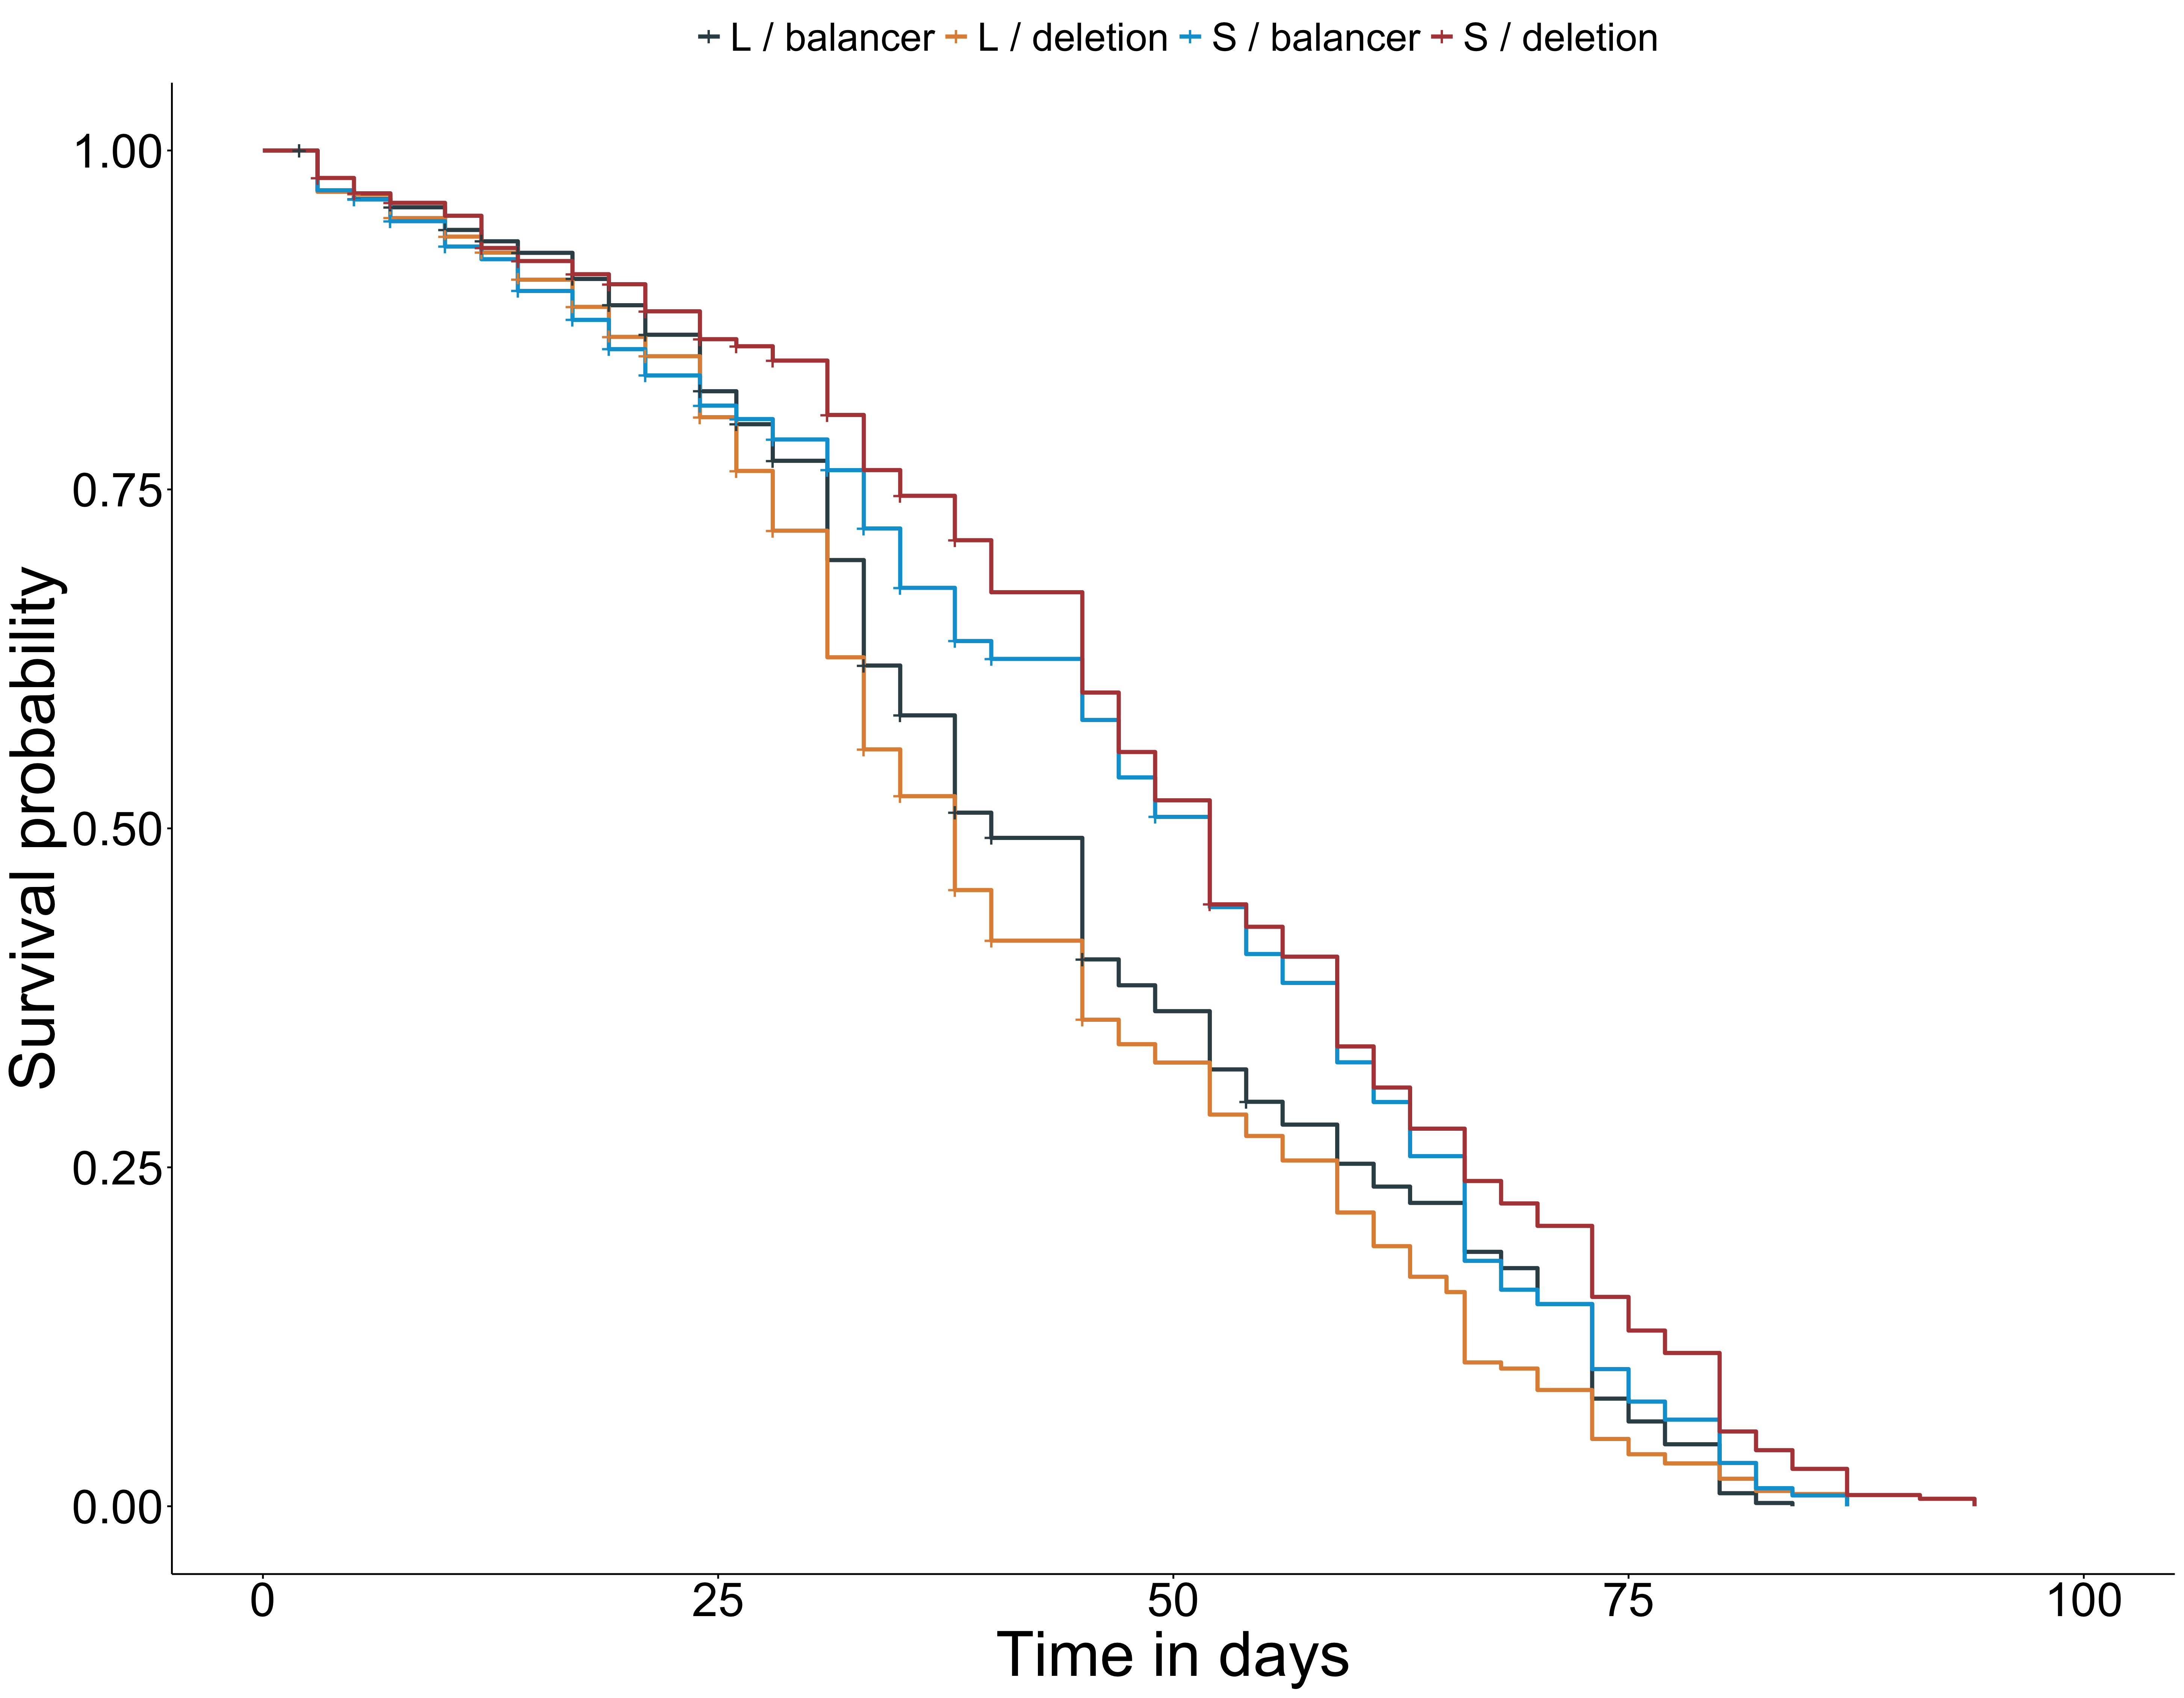 L / balancer L / deletion S / balancer S / deletion
Survival probability
1.00
0.75
0.50
0.25
0.00
0 25 50 75 100
Time in days